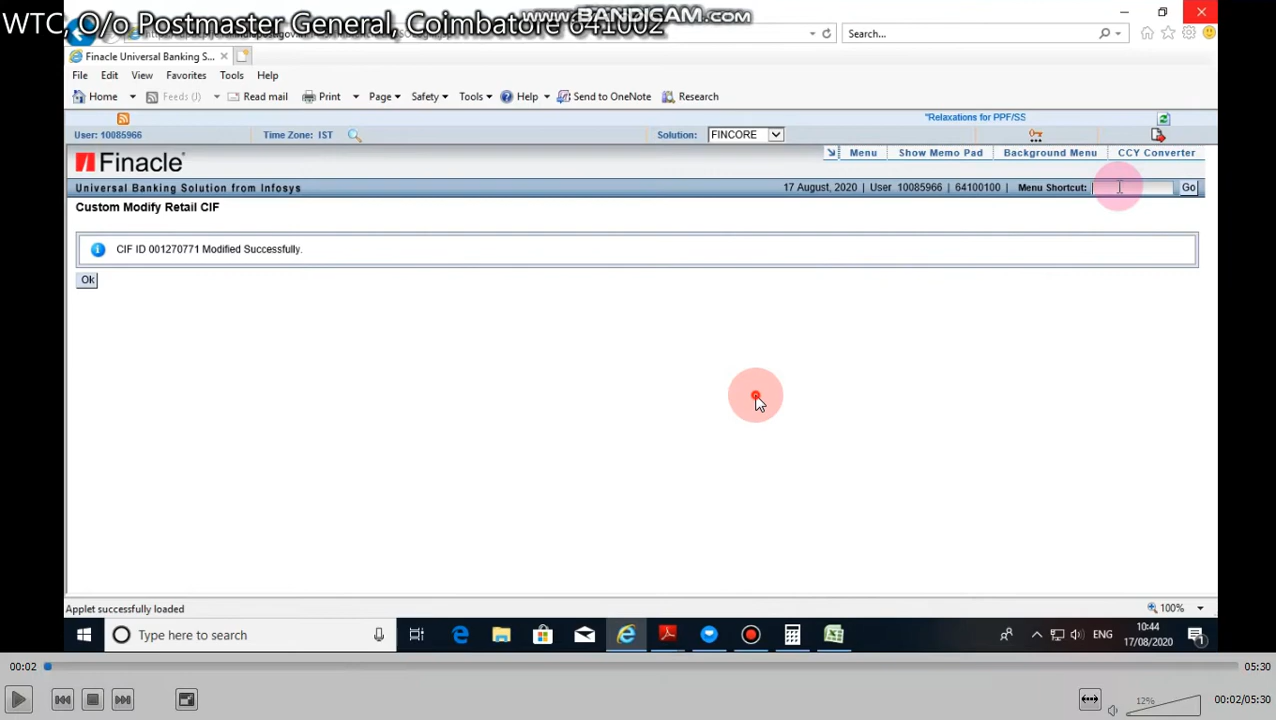 WTC, O/o Postmaster General, Coimbatore 641002
www.BANDICAM.com
Search...
Finacle Universal Banking S...
File Edit View Favorites Tools Help
Home Feeds (J) Read mail Print Page Safety Tools Help Send to OneNote Research
"Relaxations for PPF/SS
User: 10085966 Time Zone: IST Solution: FINCORE
Finacle Menu Show Memo Pad Background Menu CCY Converter
Universal Banking Solution from Infosys 17 August, 2020 | User 10085966 | 64100100 | Menu Shortcut: Go
Custom Modify Retail CIF
CIF ID 001270771 Modified Successfully.
Ok
Applet successfully loaded 100%
Type here to search ENG 10:44
17/08/2020 1
00:02 05:30
12% 00:02/05:30